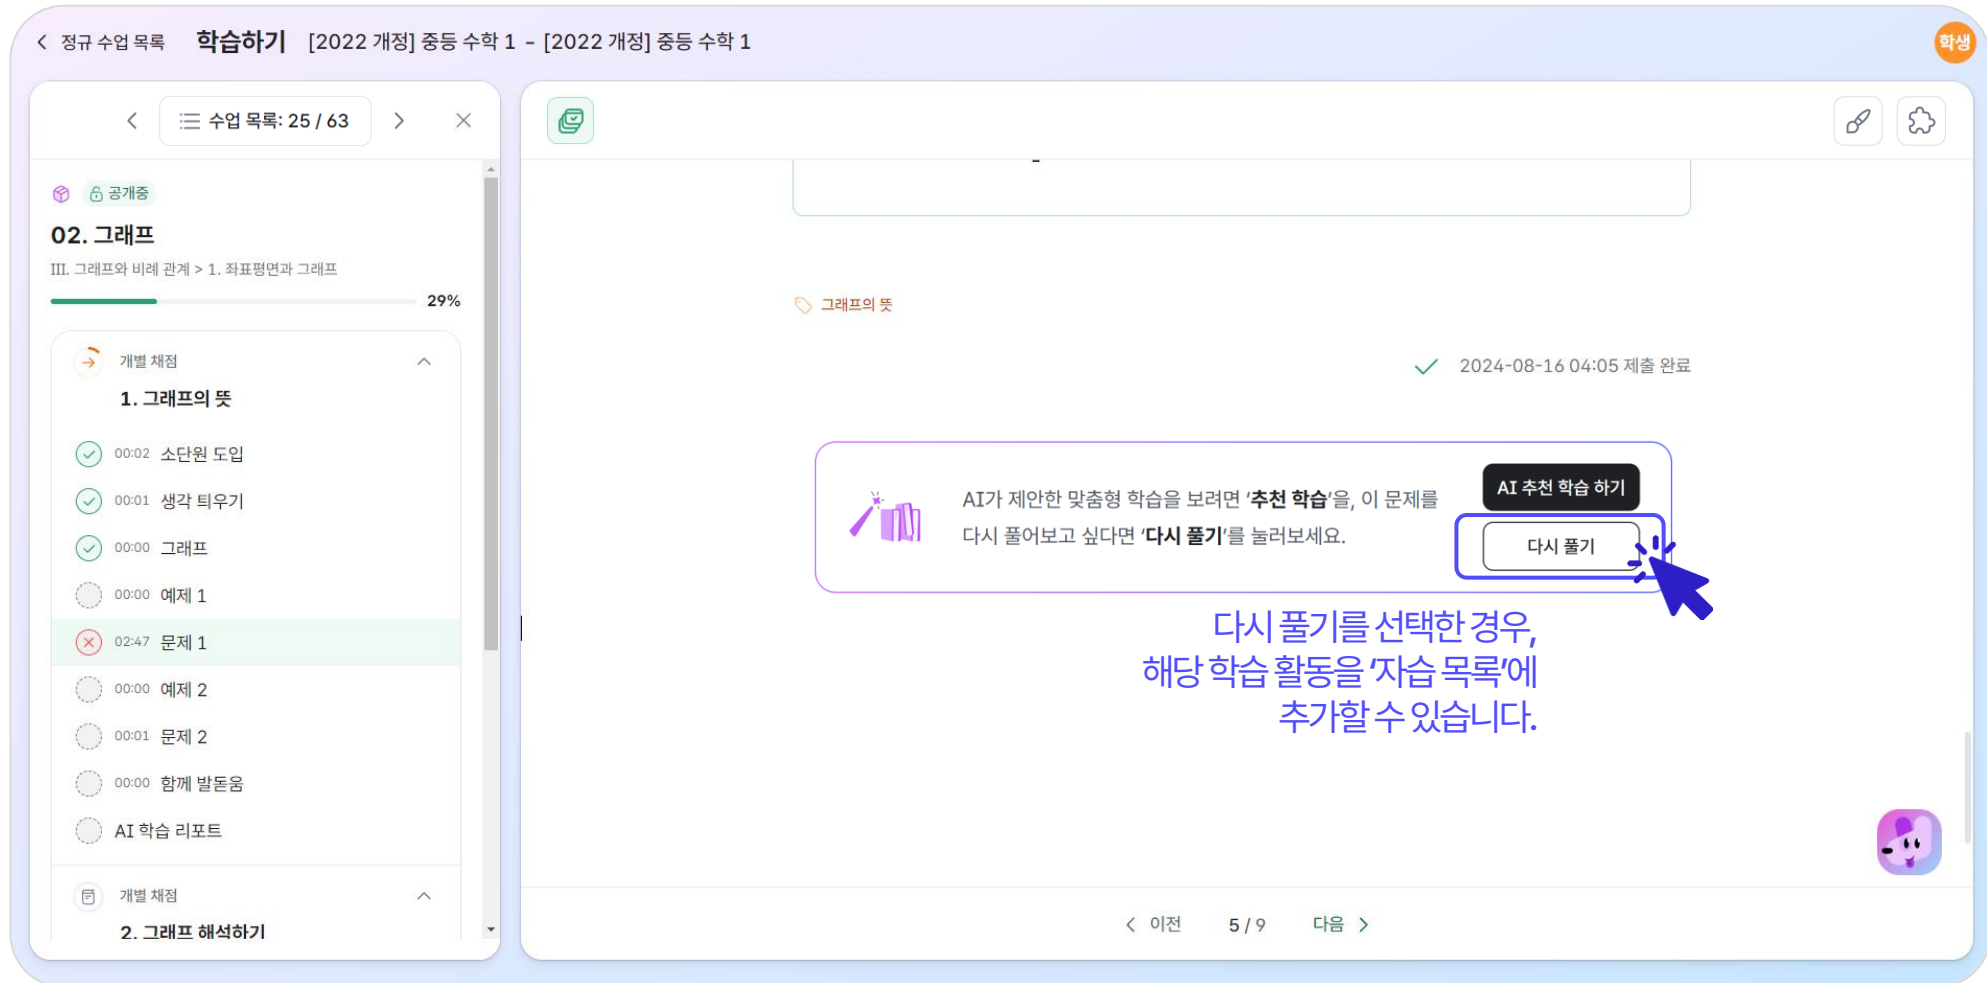 정규 수업 목록 학습하기 [2022 개정] 중등 수학 1 - [2022 개정] 중등 수학 1
학생
수업 목록: 25 / 63
공개중
02. 그래프
III. 그래프와 비례 관계 > 1. 좌표평면과 그래프
29%
개별 채점
1. 그래프의 뜻
00:02 소단원 도입
00:01 생각 틔우기
00:00 그래프
00:00 예제 1
02:47 문제 1
00:00 예제 2
00:01 문제 2
00:00 함께 발돋움
AI 학습 리포트
개별 채점
2. 그래프 해석하기
그래프의 뜻
2024-08-16 04:05 제출 완료
AI가 제안한 맞춤형 학습을 보려면 '추천 학습'을, 이 문제를
다시 풀어보고 싶다면 '다시 풀기'를 눌러보세요.
AI 추천 학습 하기
다시 풀기
다시 풀기를 선택한 경우,
해당 학습 활동을 '자습 목록'에
추가할 수 있습니다.
이전 5 / 9 다음